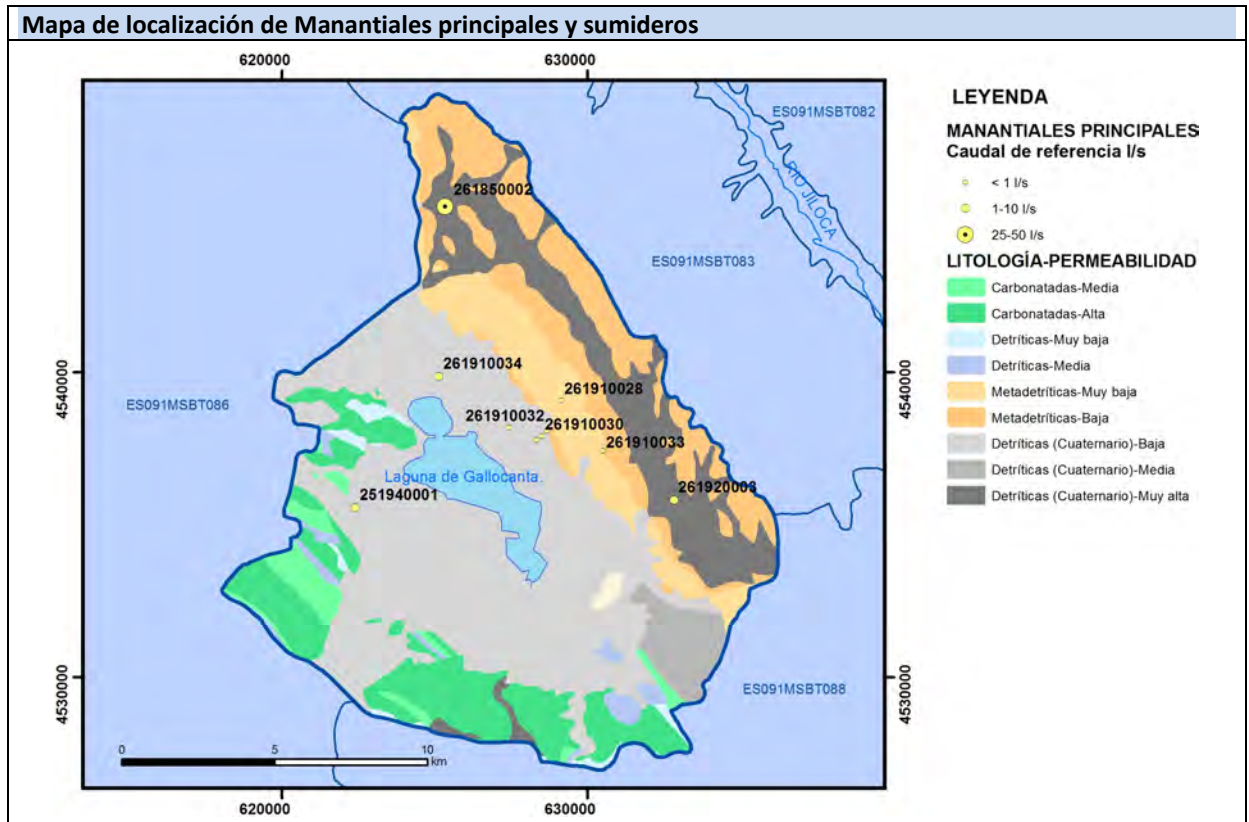 Mapa de localización de Manantiales principales y sumideros
620000 630000
LEYENDA
MANANTIALES PRINCIPALES
Caudal de referencia l/s
< 1 l/s
1-10 l/s
25-50 l/s
LITOLOGÍA-PERMEABILIDAD
Carbonatadas-Media
Carbonatadas-Alta
Detríticas-Muy baja
Detríticas-Media
Metadetríticas-Muy baja
Metadetríticas-Baja
Detríticas (Cuaternario)-Baja
Detríticas (Cuaternario)-Media
Detríticas (Cuaternario)-Muy alta
ES091MSBT082
RIO JILOCA
261850002
ES091MSBT083
4540000 4540000
261910034
261910028
ES091MSBT086
261910032
261910030
261910033
Laguna de Gallocanta.
251940001
261920003
4530000 4530000
ES091MSBT088
0 5 10
km
620000 630000